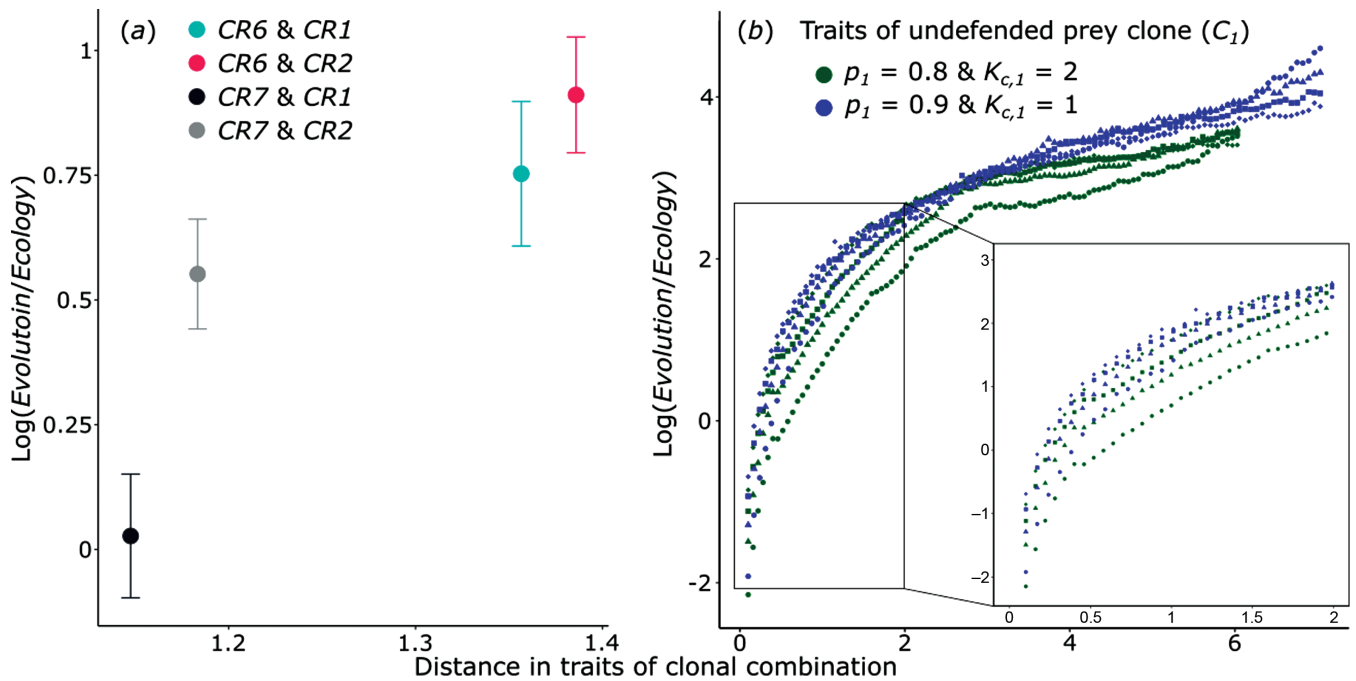 (a)
CR6 & CR1
CR6 & CR2
CR7 & CR1
CR7 & CR2
Log(Evolutoin/Ecology)
1
0.75
0.5
0.25
0
1.2
1.3
1.4
(b) Traits of undefended prey clone (C1)
p1 = 0.8 & Kc,1 = 2
p1 = 0.9 & Kc,1 = 1
Log(Evolution/Ecology)
4
2
0
-2
0
2
4
6
3
2
1
0
–1
–2
0
0.5
1
1.5
2
Distance in traits of clonal combination